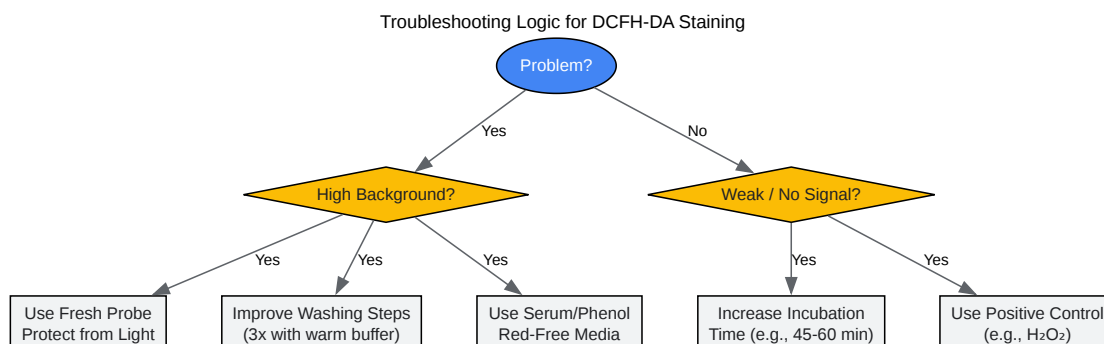 Troubleshooting Logic for DCFH-DA Staining
Problem?
Yes
No
High Background?
Weak / No Signal?
Yes
Yes
Yes
Yes
Yes
Use Fresh Probe
Protect from Light
Improve Washing Steps
(3x with warm buffer)
Use Serum/Phenol
Red-Free Media
Increase Incubation
Time (e.g., 45-60 min)
Use Positive Control
(e.g., H₂O₂)